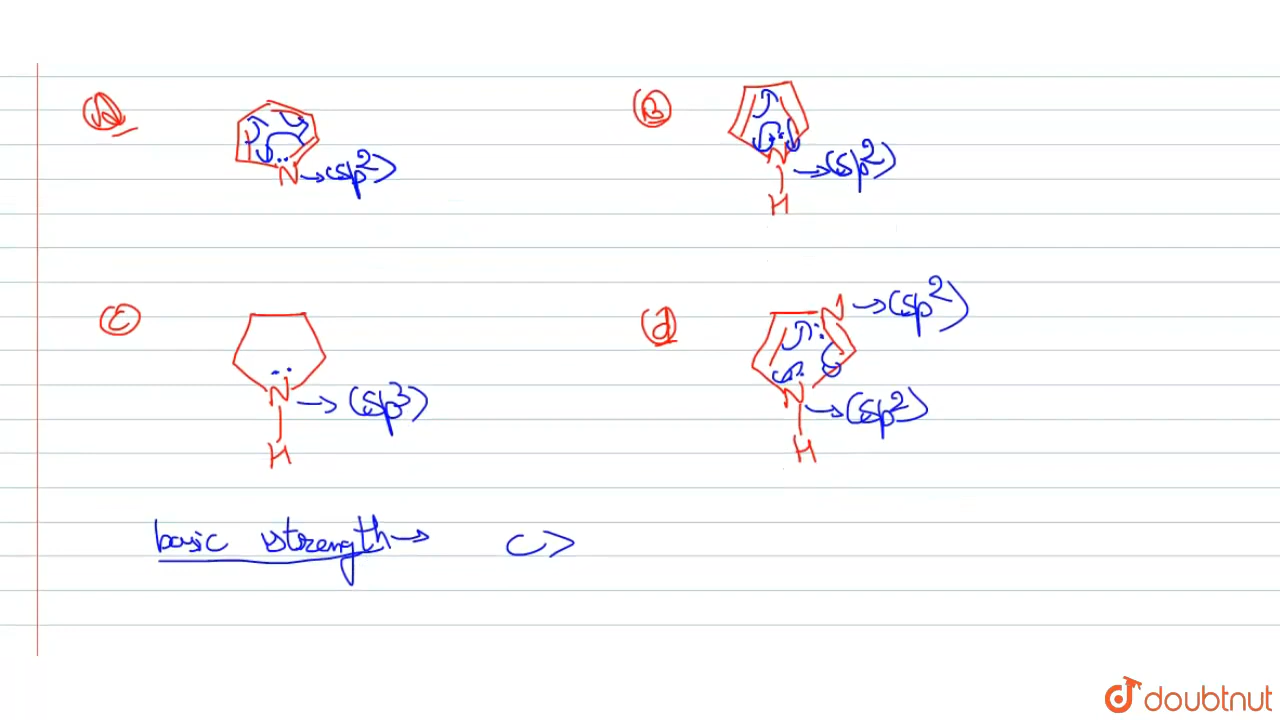 (A)
N → (sp²)
(B)
N → (sp²)
H
(c)
N → (sp³)
H
(d)
N → (sp²)
N → (sp²)
H
basic strength → c >
doubtnut